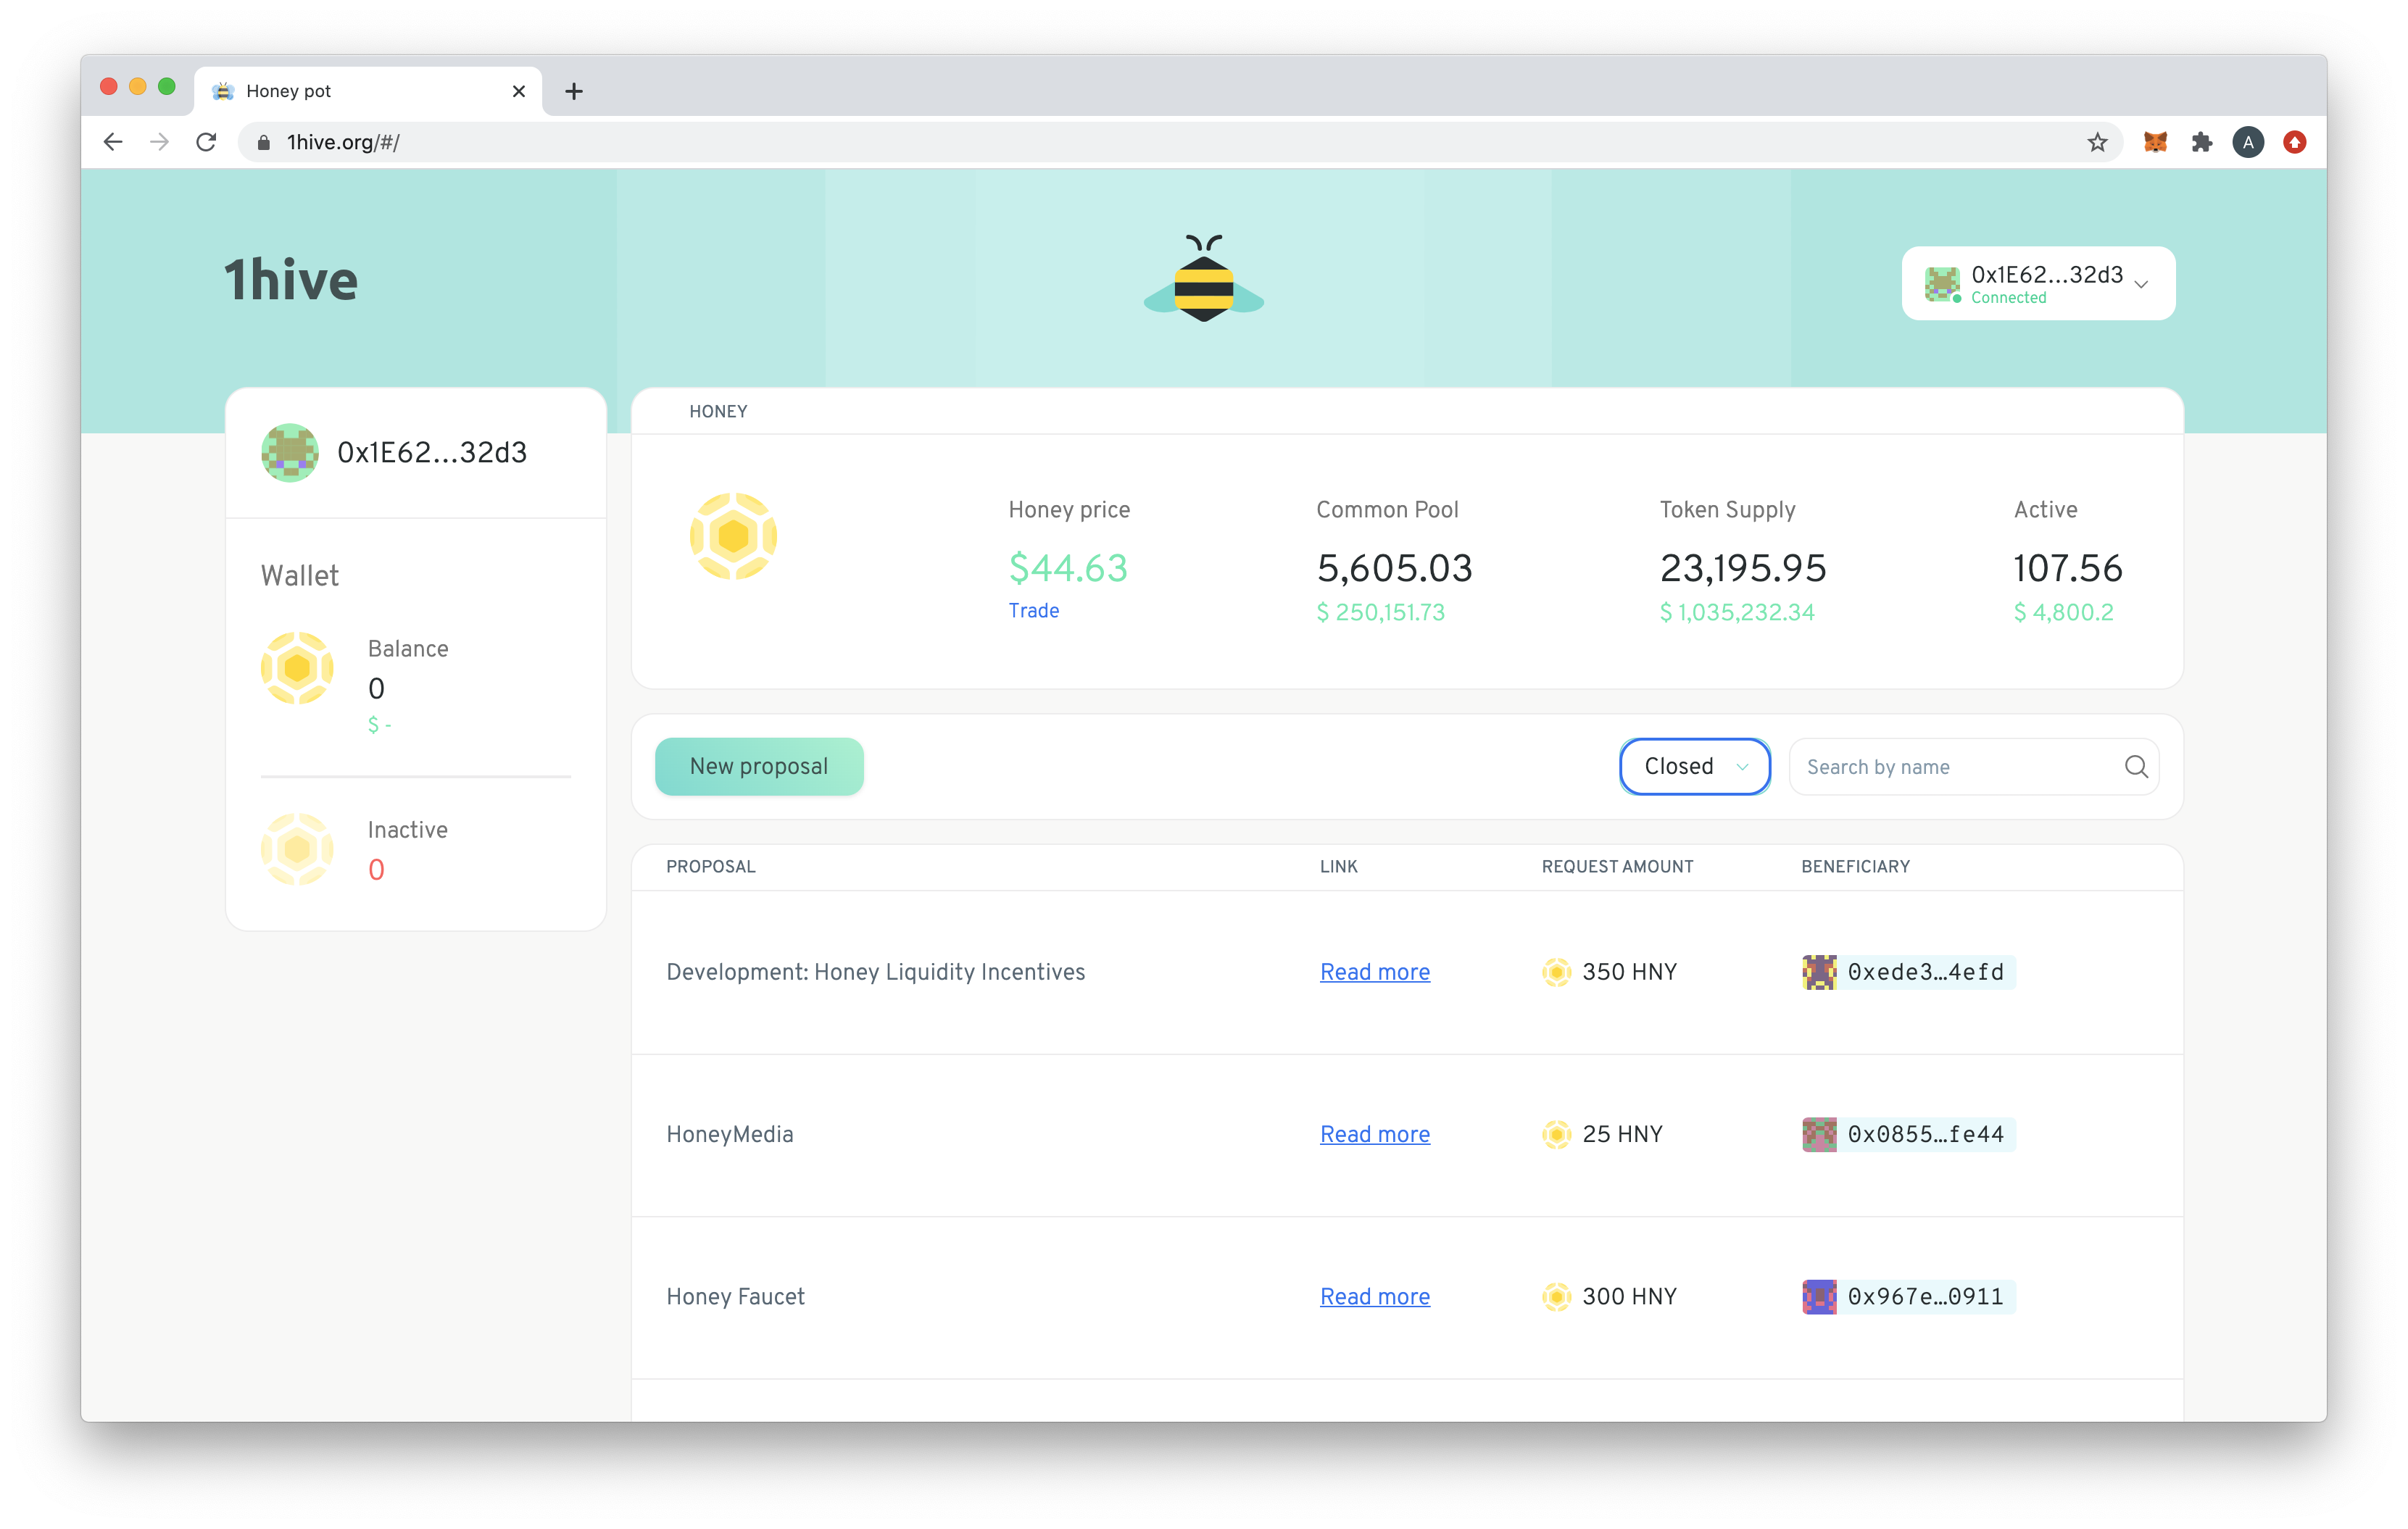 Honey pot
1hive.org/#/
A
1hive
0x1E62...32d3
Connected
0x1E62...32d3
Wallet
Balance
0
$ -
Inactive
0
HONEY
Honey price
$44.63
Trade
Common Pool
5,605.03
$ 250,151.73
Token Supply
23,195.95
$ 1,035,232.34
Active
107.56
$ 4,800.2
New proposal
Closed
Search by name
PROPOSAL LINK REQUEST AMOUNT BENEFICIARY
Development: Honey Liquidity Incentives Read more 350 HNY 0xede3…4efd
HoneyMedia Read more 25 HNY 0x0855…fe44
Honey Faucet Read more 300 HNY 0x967e…0911